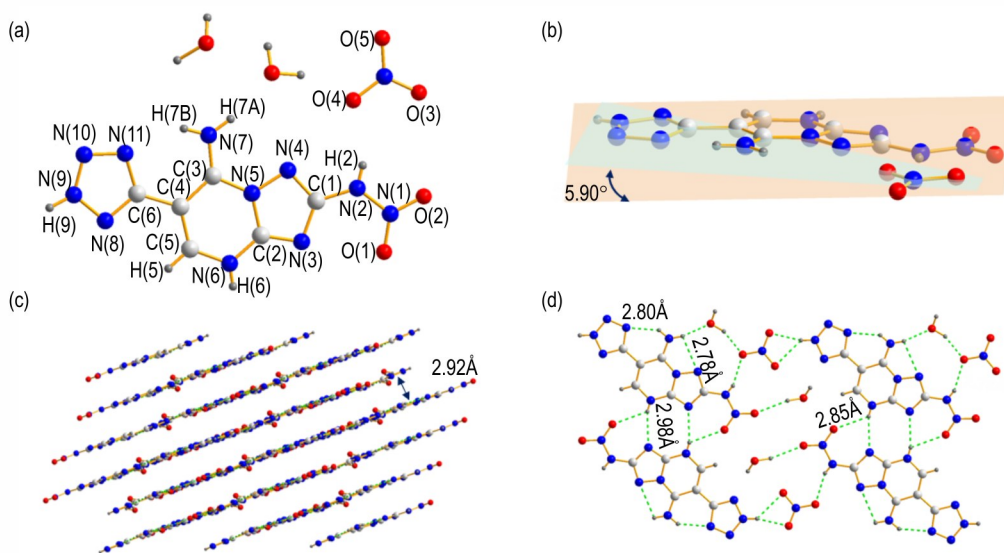 (a)
O(5)
O(4)
O(3)
H(7A)
H(7B)
N(7)
N(10)
N(11)
N(4)
H(2)
C(3)
N(9)
C(4)
N(5)
C(1)
N(1)
H(9)
C(6)
N(2)
O(2)
N(8)
C(5)
C(2)
N(3)
O(1)
H(5)
N(6)
H(6)
(b)
5.90°
(c)
2.92Å
(d)
2.80Å
2.78Å
2.98Å
2.85Å